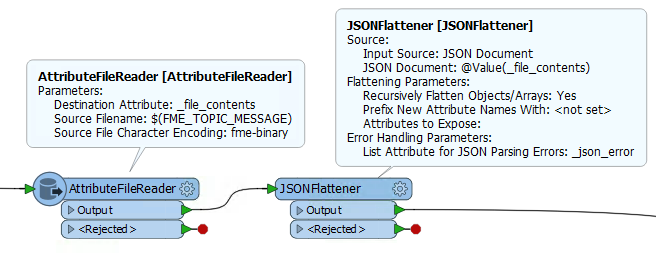 JSONFlattener [JSONFlattener]
Source:
Input Source: JSON Document
JSON Document: @Value(_file_contents)
Flattening Parameters:
Recursively Flatten Objects/Arrays: Yes
Prefix New Attribute Names With: <not set>
Attributes to Expose:
Error Handling Parameters:
List Attribute for JSON Parsing Errors: _json_error
AttributeFileReader [AttributeFileReader]
Parameters:
Destination Attribute: _file_contents
Source Filename: $(FME_TOPIC_MESSAGE)
Source File Character Encoding: fme-binary
AttributeFileReader
Output
<Rejected>
JSONFlattener
Output
<Rejected>